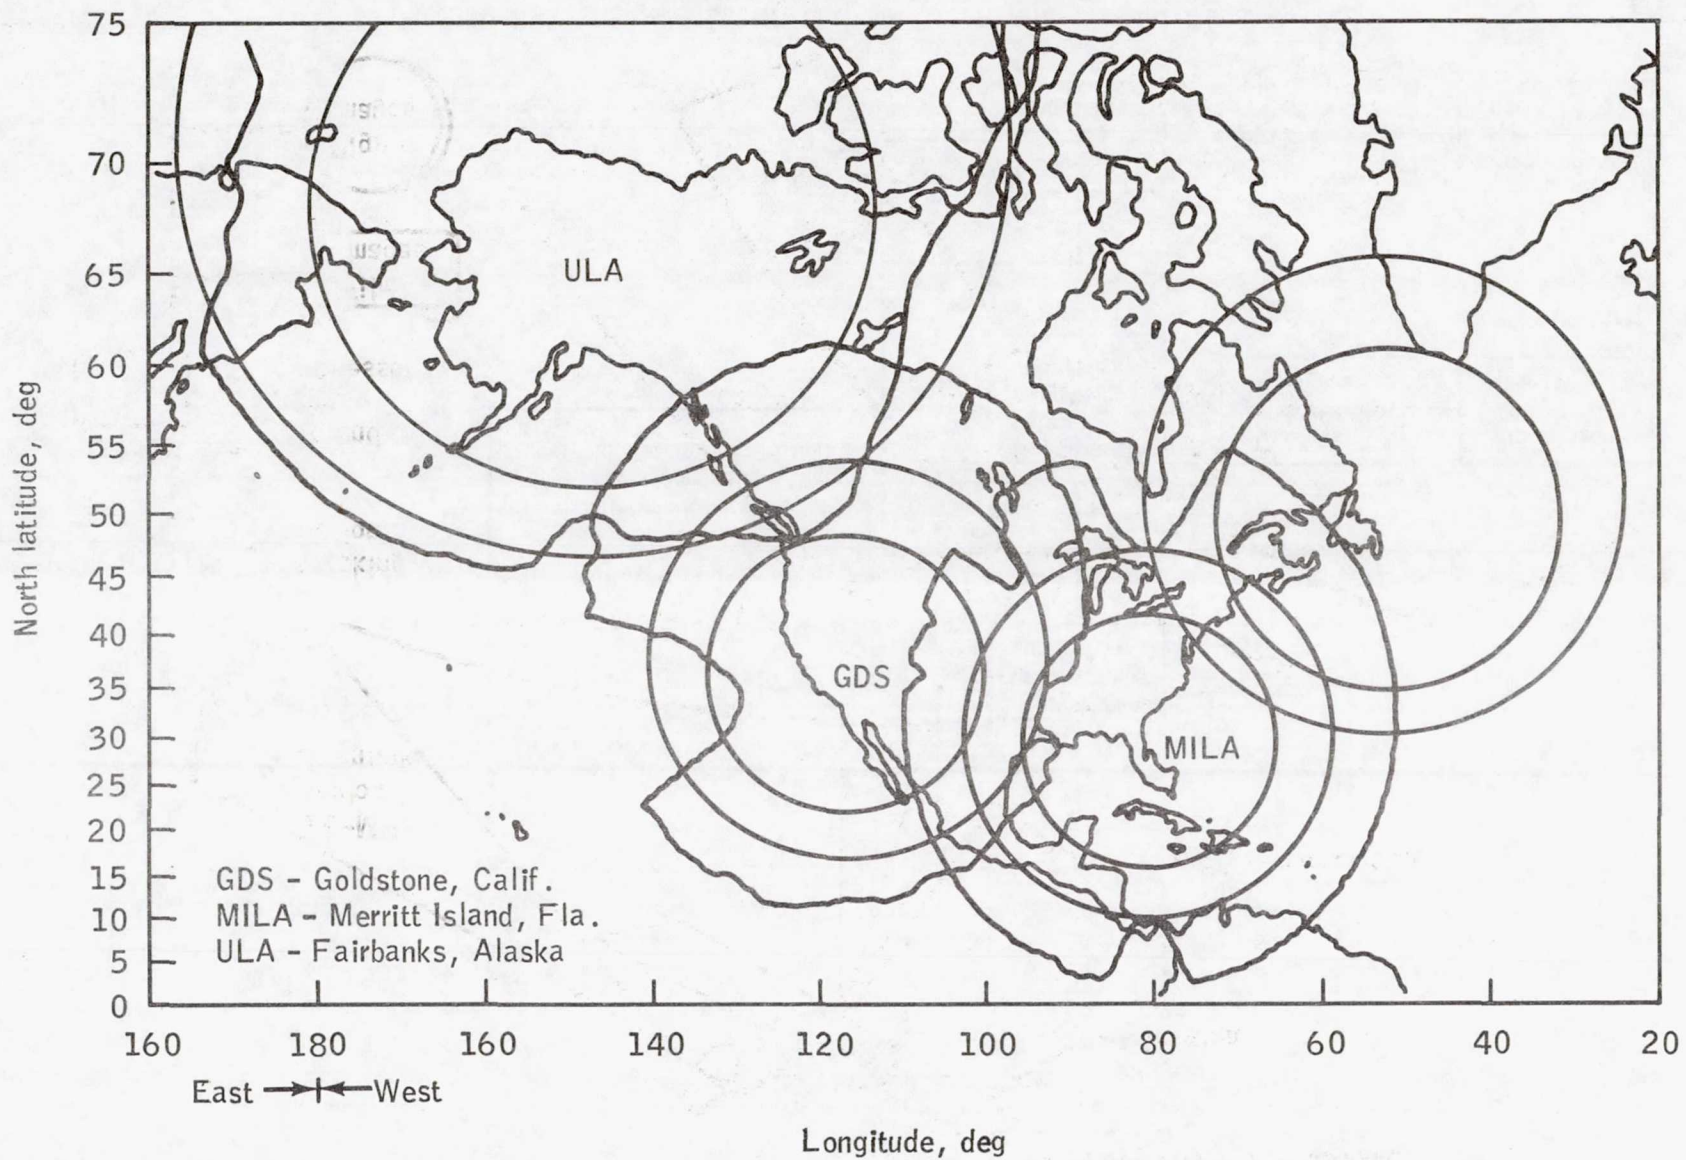 75
70
65
60
55
50
45
40
35
30
25
20
15
10
5
0
North latitude, deg
ULA
GDS
MILA
GDS - Goldstone, Calif.
MILA - Merritt Island, Fla.
ULA - Fairbanks, Alaska
160 180 160 140 120 100 80 60 40 20
East West
Longitude, deg